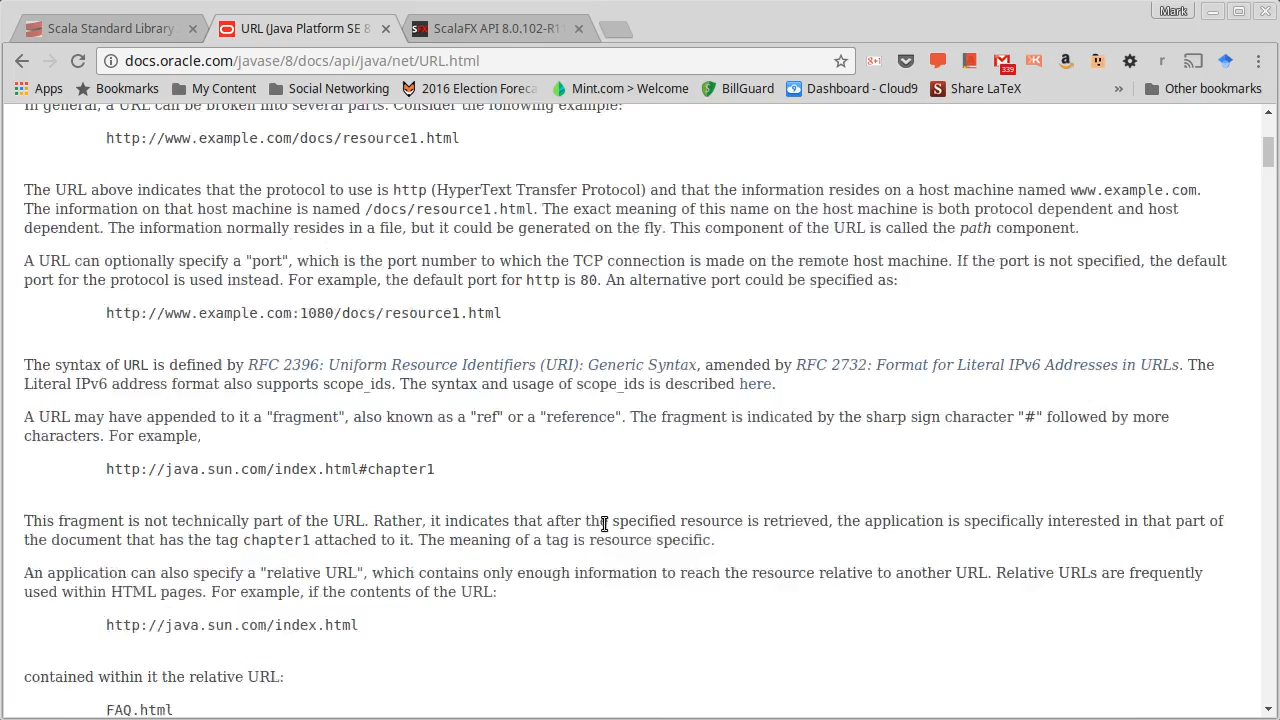 Mark
Scala Standard Library
URL (Java Platform SE 8
ScalaFX API 8.0.102-R11
docs.oracle.com/javase/8/docs/api/java/net/URL.html
339
Apps
Bookmarks
My Content
Social Networking
2016 Election Foreca
Mint.com > Welcome
BillGuard
Dashboard - Cloud9
Share LaTeX
»
Other bookmarks
In general, a URL can be broken into several parts. Consider the following example:
http://www.example.com/docs/resource1.html
The URL above indicates that the protocol to use is http (HyperText Transfer Protocol) and that the information resides on a host machine named www.example.com.
The information on that host machine is named /docs/resource1.html. The exact meaning of this name on the host machine is both protocol dependent and host
dependent. The information normally resides in a file, but it could be generated on the fly. This component of the URL is called the path component.
A URL can optionally specify a "port", which is the port number to which the TCP connection is made on the remote host machine. If the port is not specified, the default
port for the protocol is used instead. For example, the default port for http is 80. An alternative port could be specified as:
http://www.example.com:1080/docs/resource1.html
The syntax of URL is defined by RFC 2396: Uniform Resource Identifiers (URI): Generic Syntax, amended by RFC 2732: Format for Literal IPv6 Addresses in URLs. The
Literal IPv6 address format also supports scope_ids. The syntax and usage of scope_ids is described here.
A URL may have appended to it a "fragment", also known as a "ref" or a "reference". The fragment is indicated by the sharp sign character "#" followed by more
characters. For example,
http://java.sun.com/index.html#chapter1
This fragment is not technically part of the URL. Rather, it indicates that after the specified resource is retrieved, the application is specifically interested in that part of
the document that has the tag chapter1 attached to it. The meaning of a tag is resource specific.
An application can also specify a "relative URL", which contains only enough information to reach the resource relative to another URL. Relative URLs are frequently
used within HTML pages. For example, if the contents of the URL:
http://java.sun.com/index.html
contained within it the relative URL:
FAQ.html